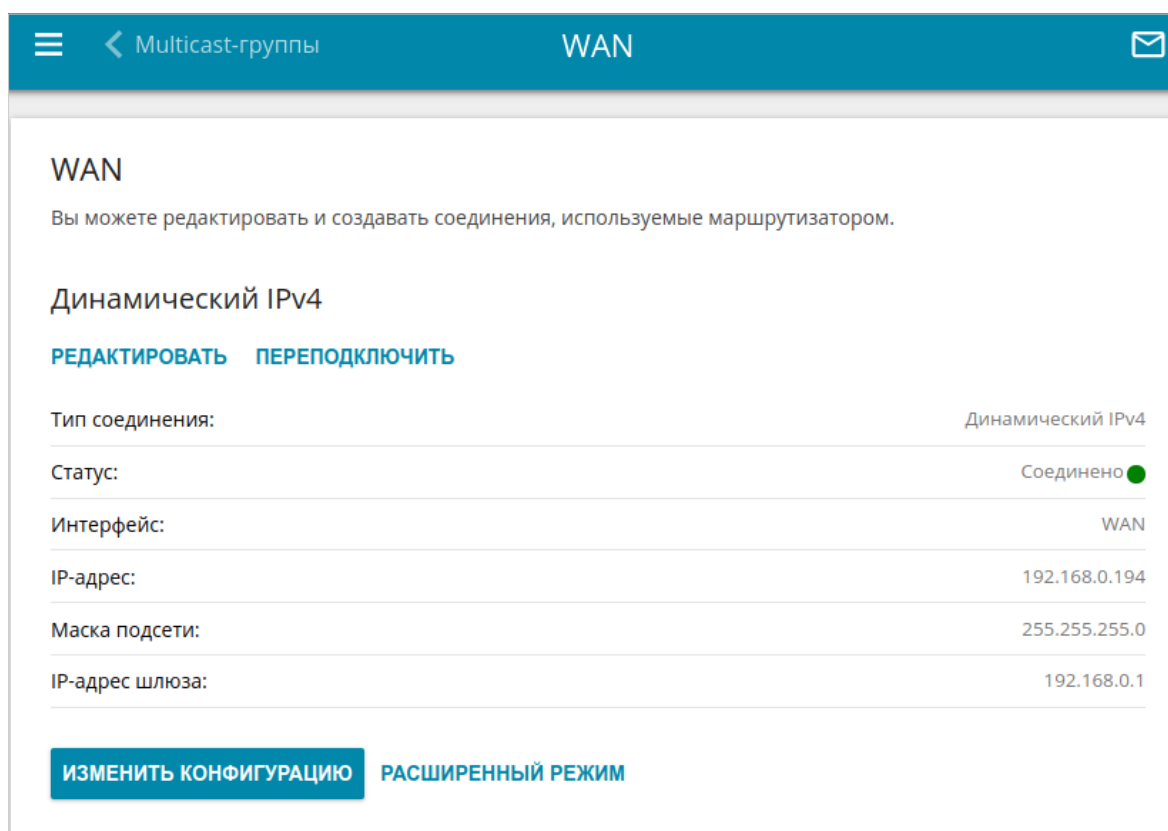 Multicast-группы WAN
WAN
Вы можете редактировать и создавать соединения, используемые маршрутизатором.
Динамический IPv4
РЕДАКТИРОВАТЬ ПЕРЕПОДКЛЮЧИТЬ
Тип соединения: Динамический IPv4
Статус: Соединено
Интерфейс: WAN
IP-адрес: 192.168.0.194
Маска подсети: 255.255.255.0
IP-адрес шлюза: 192.168.0.1
ИЗМЕНИТЬ КОНФИГУРАЦИЮ РАСШИРЕННЫЙ РЕЖИМ